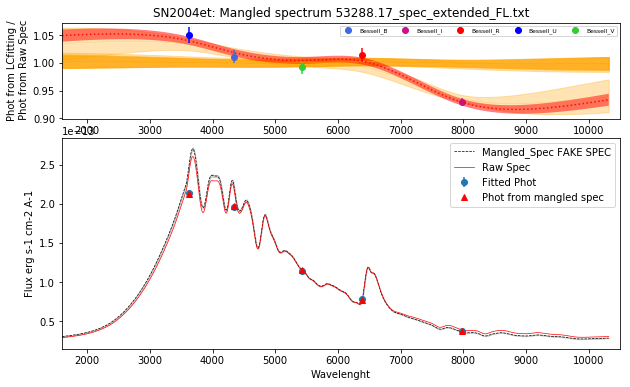 SN2004et: Mangled spectrum 53288.17_spec_extended_FL.txt
Phot from LCfitting /
Phot from Raw Spec
1.05
1.00
0.95
0.90
Bessell_B
Bessell_I
Bessell_R
Bessell_U
Bessell_V
2000 3000 4000 5000 6000 7000 8000 9000 10000
Flux erg s-1 cm-2 A-1
2.5
2.0
1.5
1.0
0.5
Mangled_Spec FAKE SPEC
Raw Spec
Fitted Phot
Phot from mangled spec
2000 3000 4000 5000 6000 7000 8000 9000 10000
Wavelenght